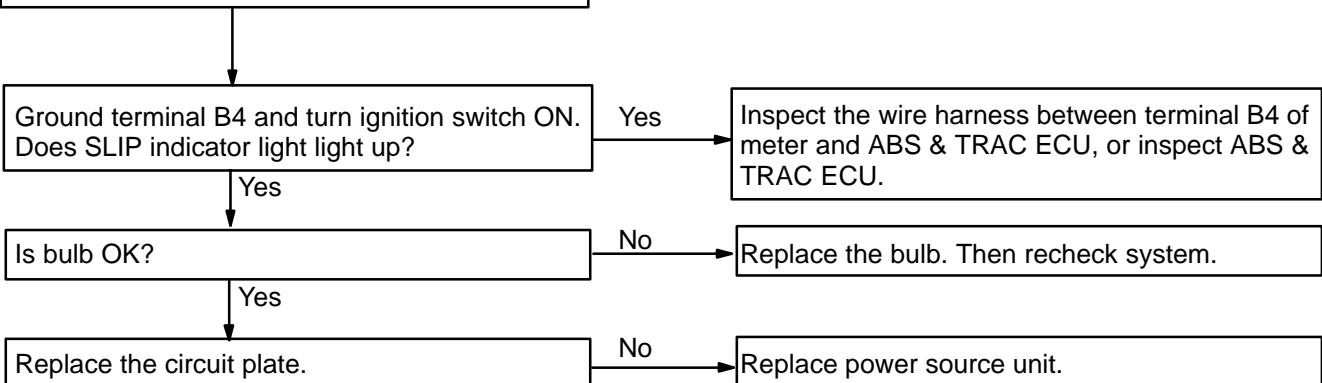 Ground terminal B4 and turn ignition switch ON.
Does SLIP indicator light light up?
Yes
Inspect the wire harness between terminal B4 of
meter and ABS & TRAC ECU, or inspect ABS &
TRAC ECU.
Yes
Is bulb OK?
No
Replace the bulb. Then recheck system.
Yes
Replace the circuit plate.
No
Replace power source unit.